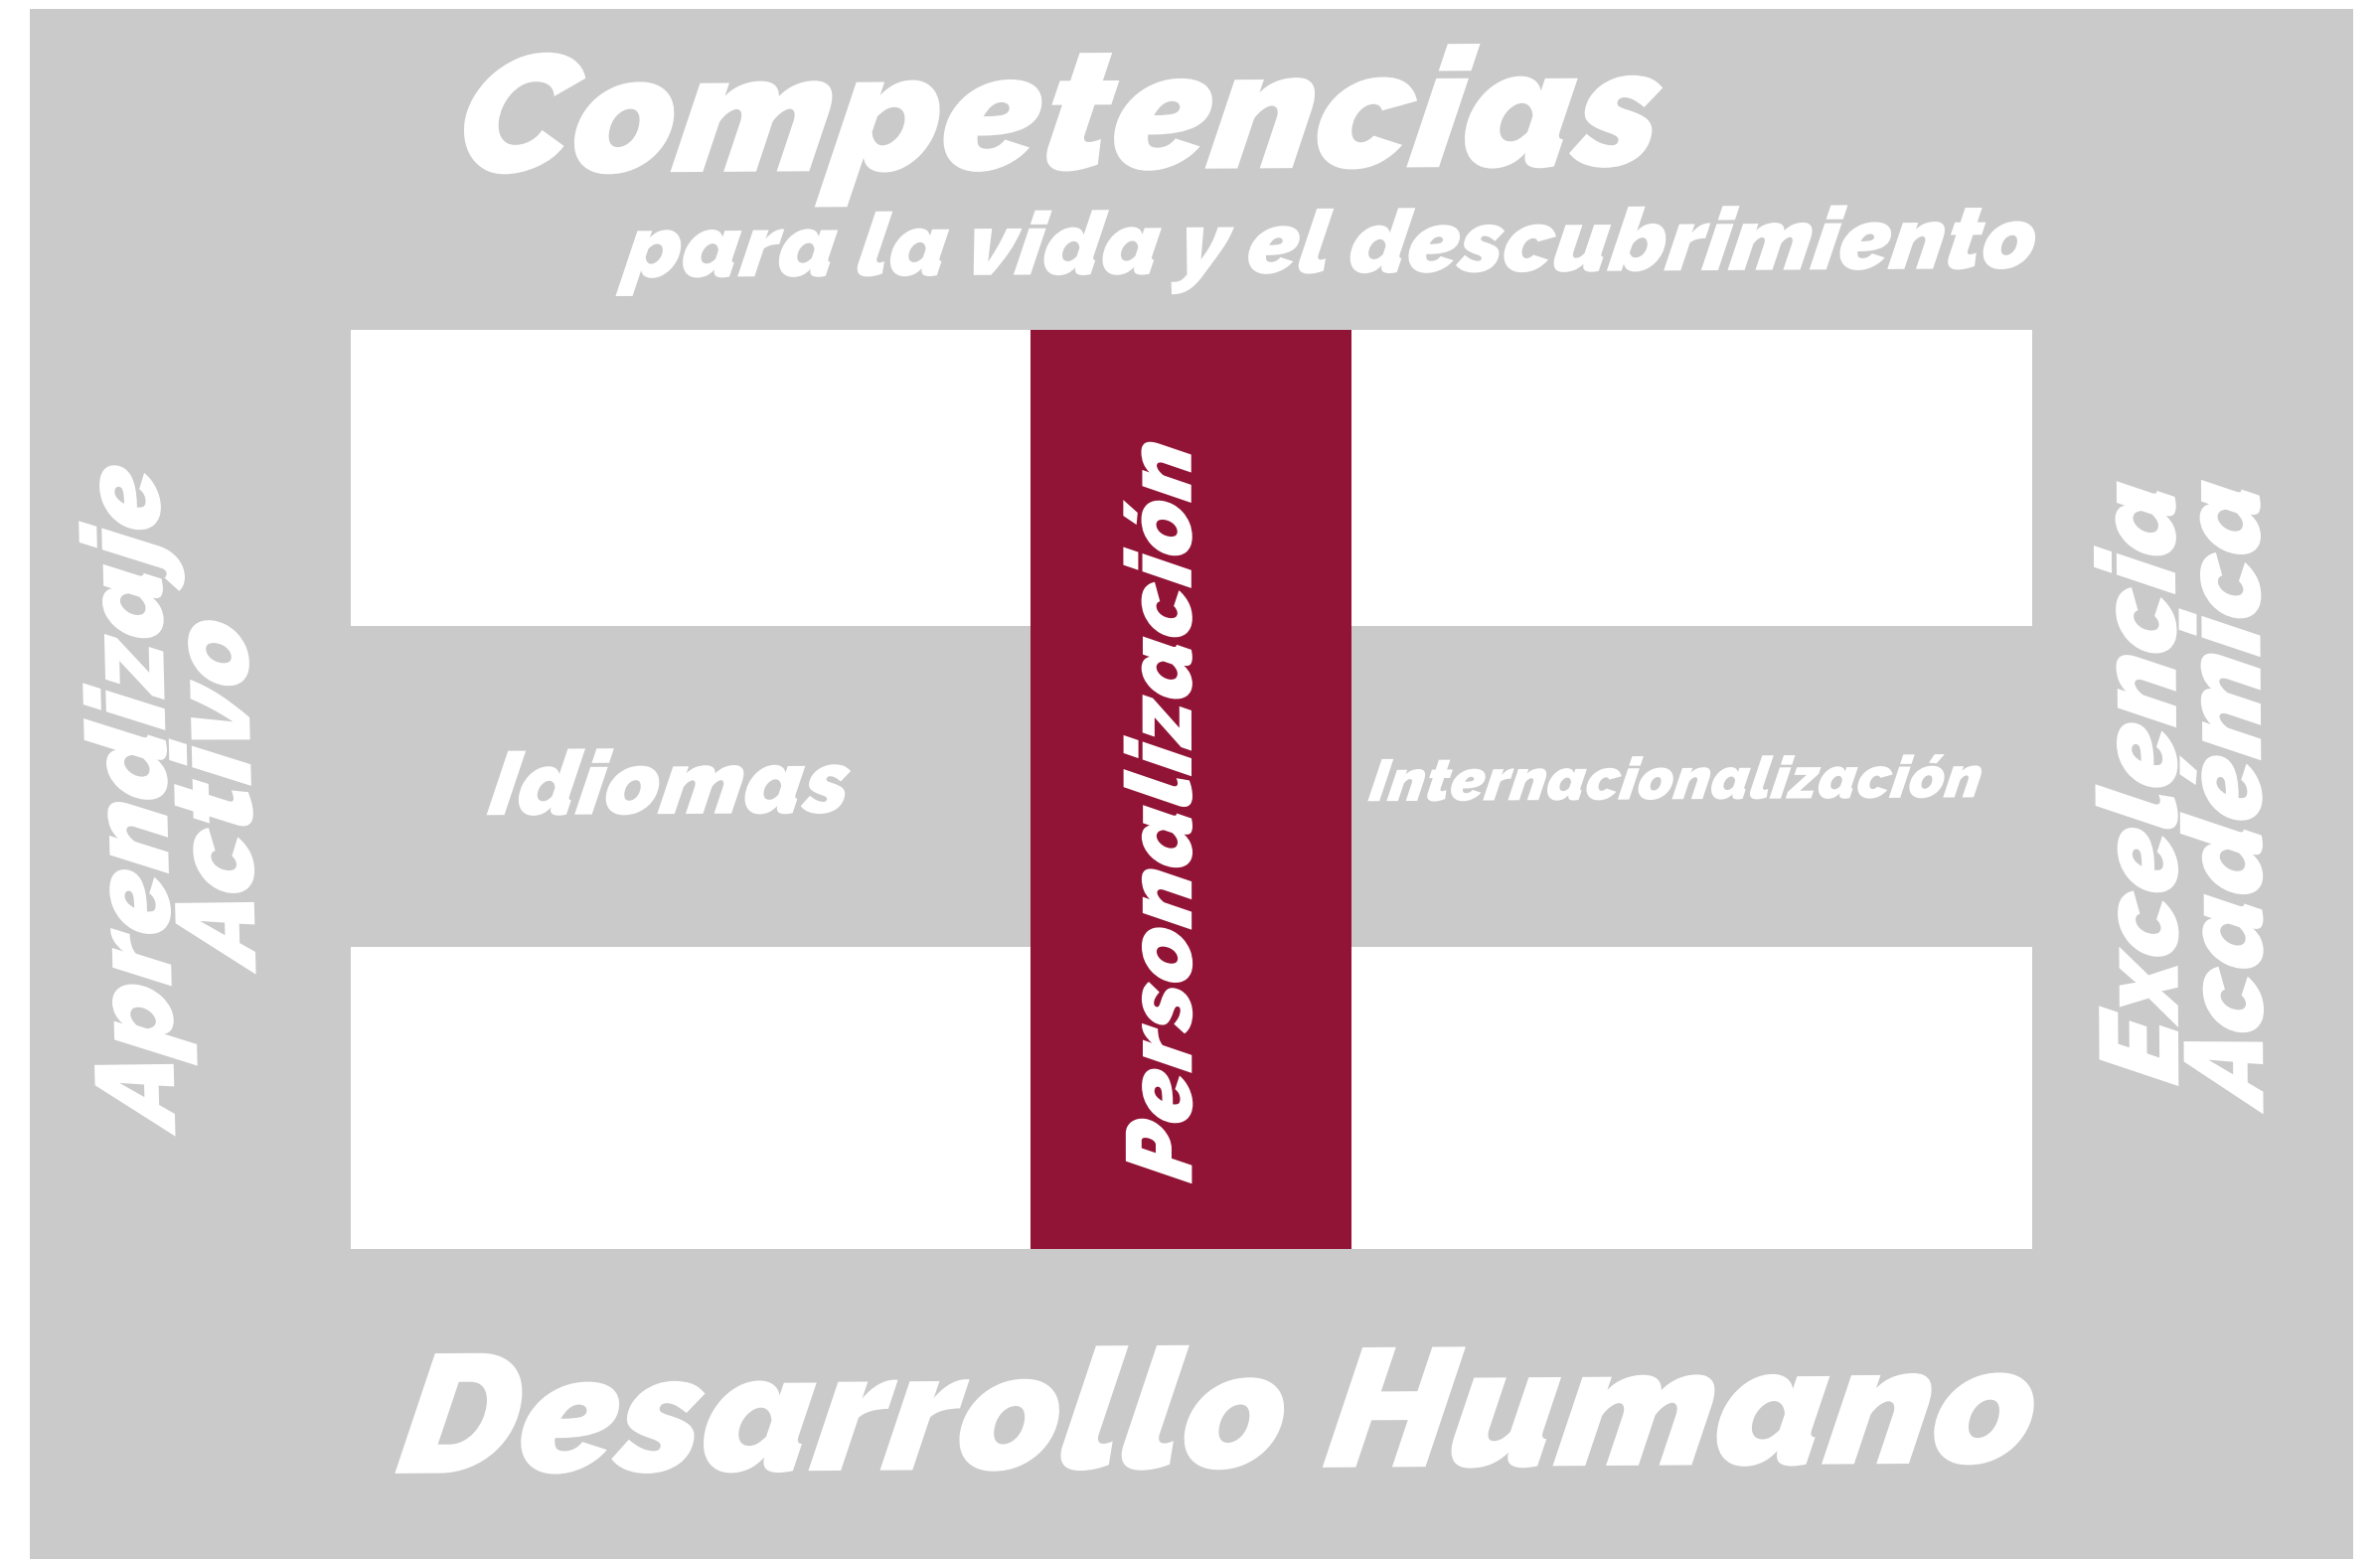 Competencias
para la vida y el descubrimiento
Aprendizaje
Activo
Idiomas
Personalización
Internacionalización
Excelencia
Académica
Desarrollo Humano